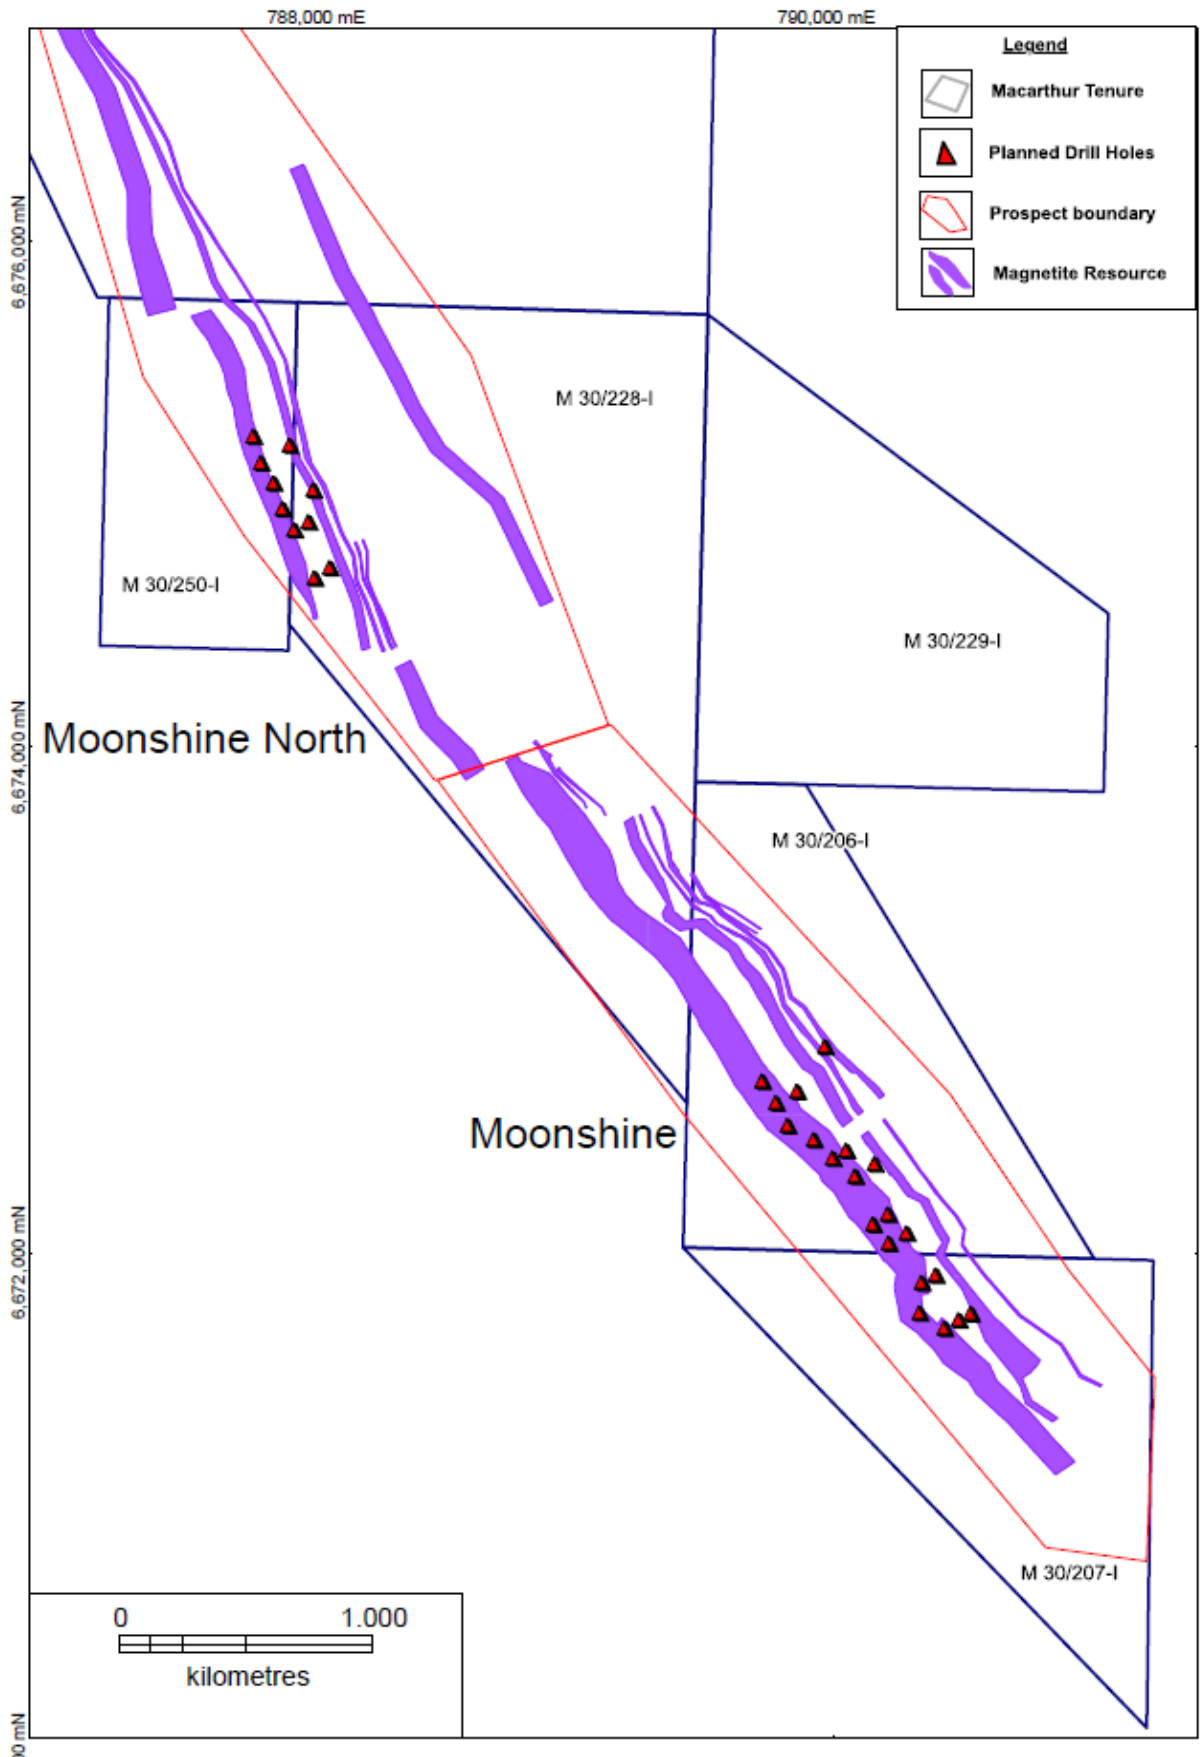 788,000 mE
790,000 mE
Legend
Macarthur Tenure
Planned Drill Holes
Prospect boundary
Magnetite Resource
6,676,000 mN
M 30/228-I
M 30/250-I
M 30/229-I
Moonshine North
6,674,000 mN
M 30/206-I
Moonshine
6,672,000 mN
M 30/207-I
0 1.000
kilometres
00 mN